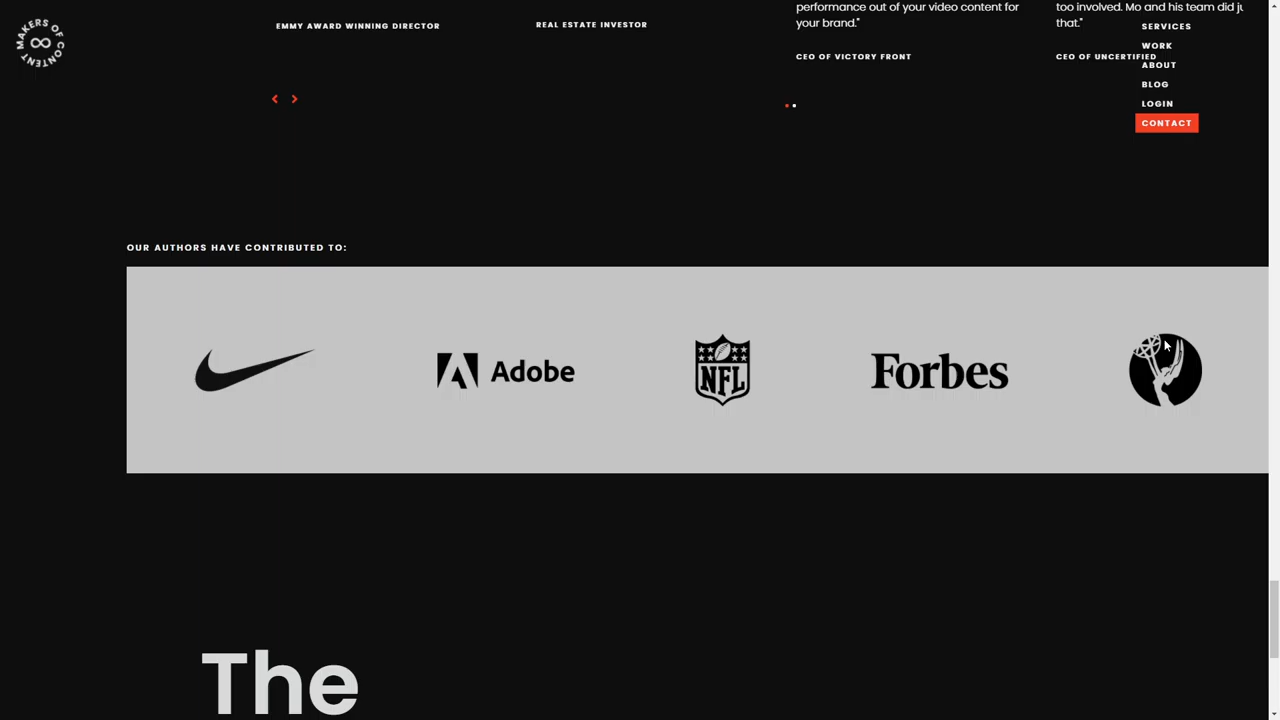 MAKERS OF CONTENT
EMMY AWARD WINNING DIRECTOR
REAL ESTATE INVESTOR
performance out of your video content for
your brand."
CEO OF VICTORY FRONT
too involved. Mo and his team did ju
that."
CEO OF UNCERTIFIED
SERVICES
WORK
ABOUT
BLOG
LOGIN
CONTACT
OUR AUTHORS HAVE CONTRIBUTED TO:
Adobe
NFL
Forbes
The